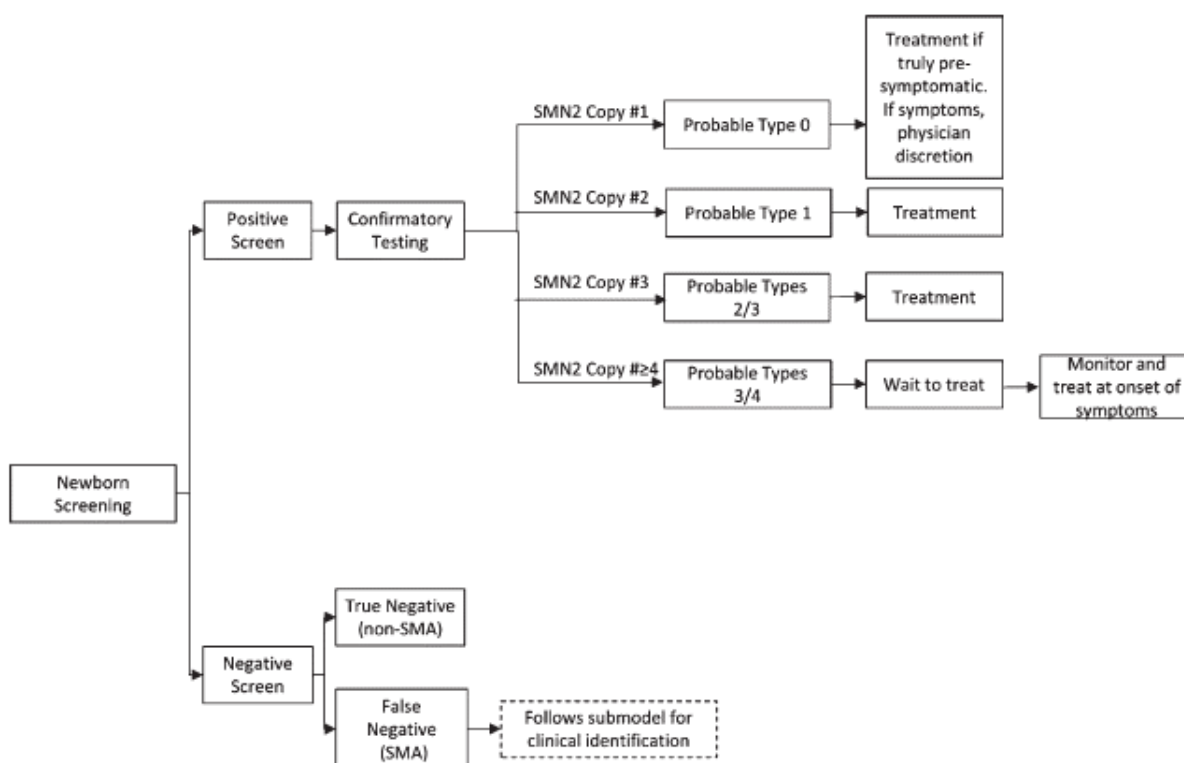 Treatment if
truly pre-
symptomatic.
If symptoms,
physician
discretion
SMN2 Copy #1
Probable Type 0
SMN2 Copy #2
Probable Type 1
Treatment
Positive
Screen
Confirmatory
Testing
SMN2 Copy #3
Probable Types
2/3
Treatment
SMN2 Copy #≥4
Probable Types
3/4
Wait to treat
Monitor and
treat at onset of
symptoms
Newborn
Screening
True Negative
(non-SMA)
Negative
Screen
False
Negative
(SMA)
Follows submodel for
clinical identification